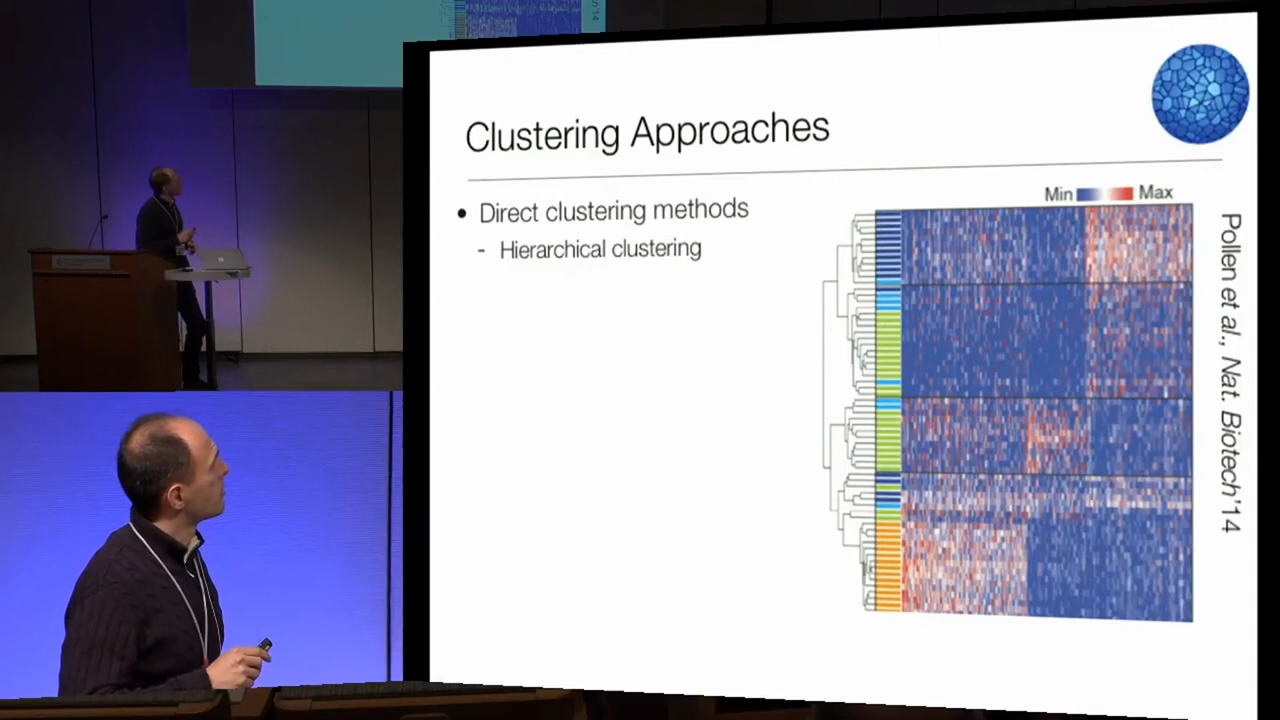 Clustering Approaches
• Direct clustering methods
- Hierarchical clustering
Min Max
Pollen et al., Nat. Biotech'14